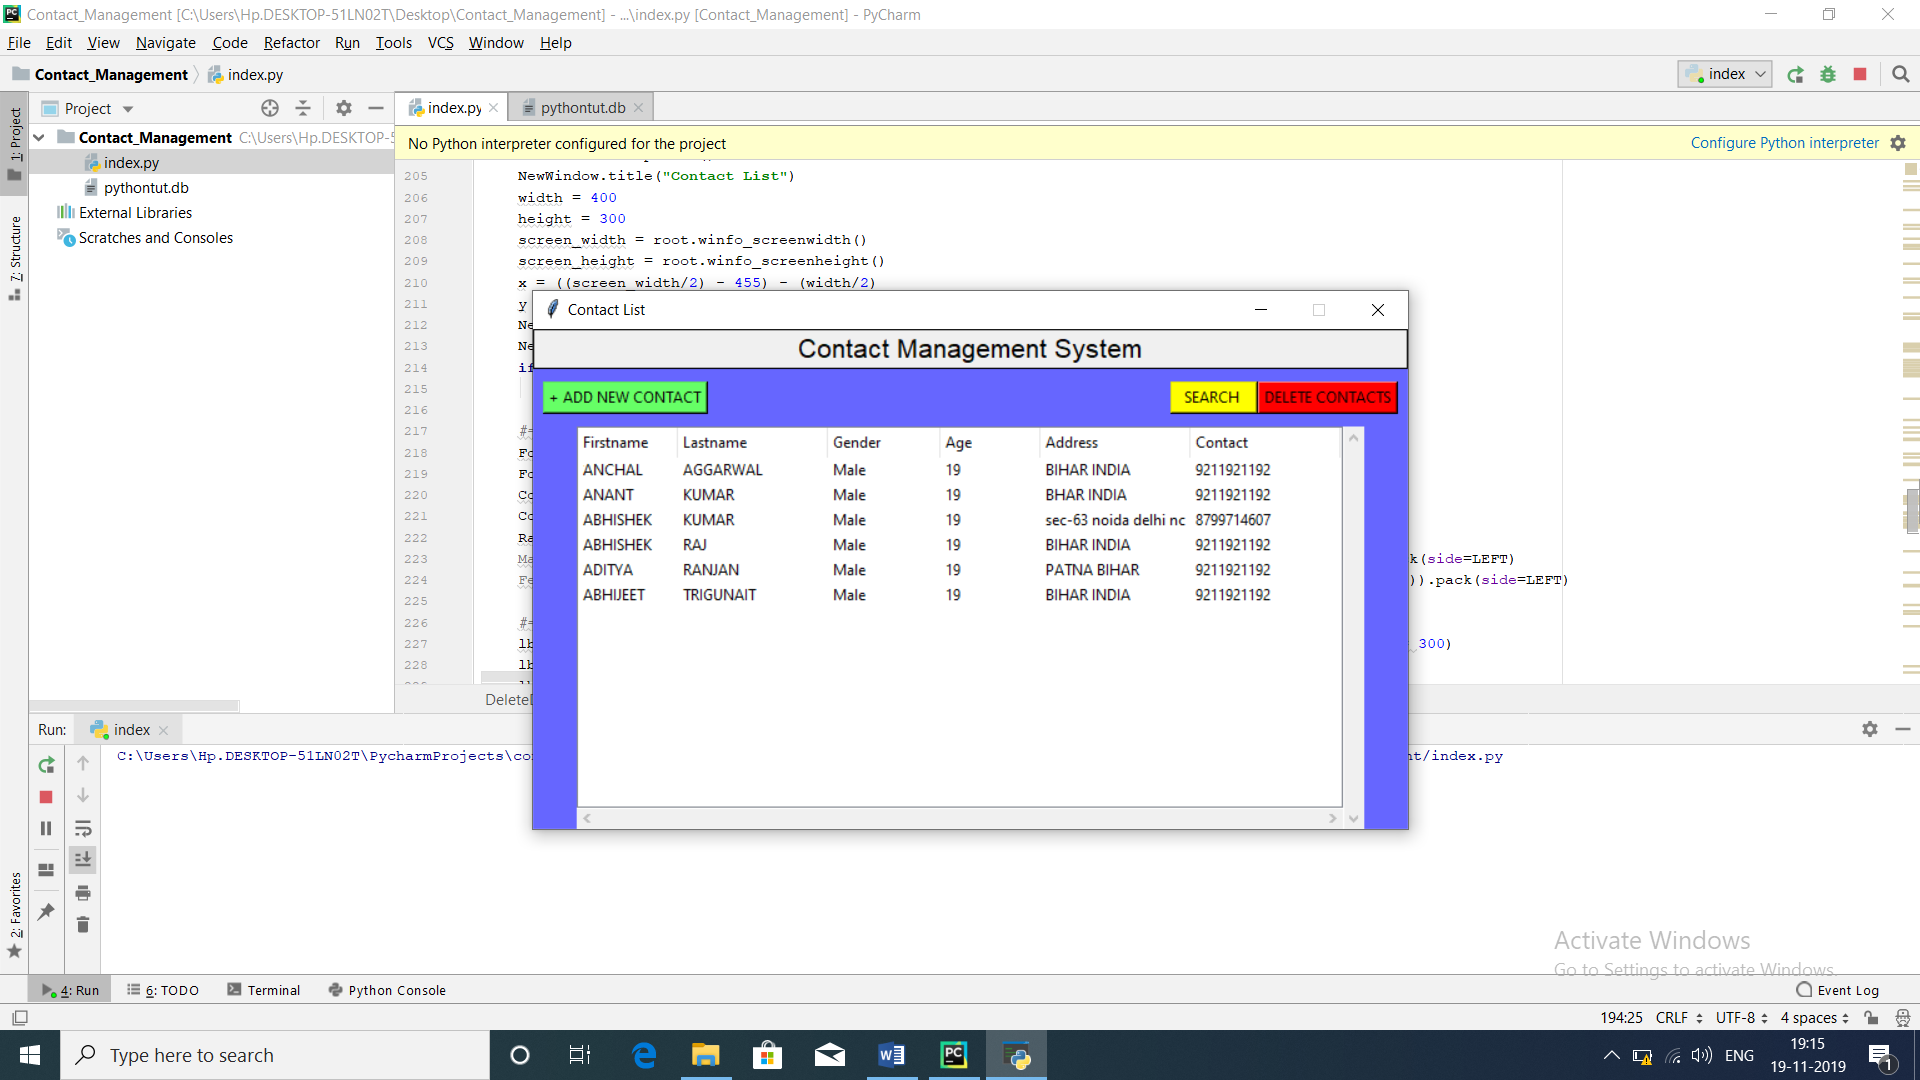 Contact_Management [C:\Users\Hp.DESKTOP-51LN02T\Desktop\Contact_Management] - ...\index.py [Contact_Management] - PyCharm
File Edit View Navigate Code Refactor Run Tools VCS Window Help
Contact_Management index.py index
Project index.py pythontut.db
1: Project
7: Structure
2: Favorites
Contact_Management C:\Users\Hp.DESKTOP-5
index.py
pythontut.db
External Libraries
Scratches and Consoles
No Python interpreter configured for the project Configure Python interpreter
205 NewWindow.title("Contact List")
206 width = 400
207 height = 300
208 screen_width = root.winfo_screenwidth()
209 screen_height = root.winfo_screenheight()
210 x = ((screen_width/2) - 455) - (width/2)
211 y
212 Ne
213 Ne
214 if
215
216
217 #=
218 Fo
219 Fo
220 Co
221 Co
222 Ra
223 Ma k(side=LEFT)
224 Fe )).pack(side=LEFT)
225
226 #=
227 lb 300)
228 lb
Delete
Contact List
Contact Management System
+ ADD NEW CONTACT SEARCH DELETE CONTACTS
Firstname Lastname Gender Age Address Contact
ANCHAL AGGARWAL Male 19 BIHAR INDIA 9211921192
ANANT KUMAR Male 19 BHAR INDIA 9211921192
ABHISHEK KUMAR Male 19 sec-63 noida delhi nc 8799714607
ABHISHEK RAJ Male 19 BIHAR INDIA 9211921192
ADITYA RANJAN Male 19 PATNA BIHAR 9211921192
ABHIJEET TRIGUNAIT Male 19 BIHAR INDIA 9211921192
Run: index
C:\Users\Hp.DESKTOP-51LN02T\PycharmProjects\co nt/index.py
Activate Windows
Go to Settings to activate Windows.
4: Run 6: TODO Terminal Python Console Event Log
194:25 CRLF UTF-8 4 spaces
Type here to search
ENG
19:15
19-11-2019
1